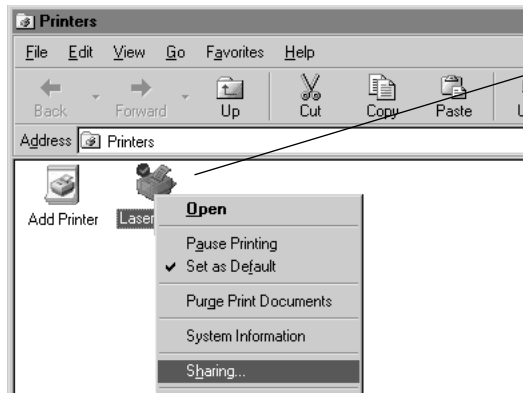 Printers
File Edit View Go Favorites Help
Back Forward Up Cut Copy Paste
Address Printers
Add Printer Laser
Open
Pause Printing
Set as Default
Purge Print Documents
System Information
Sharing...